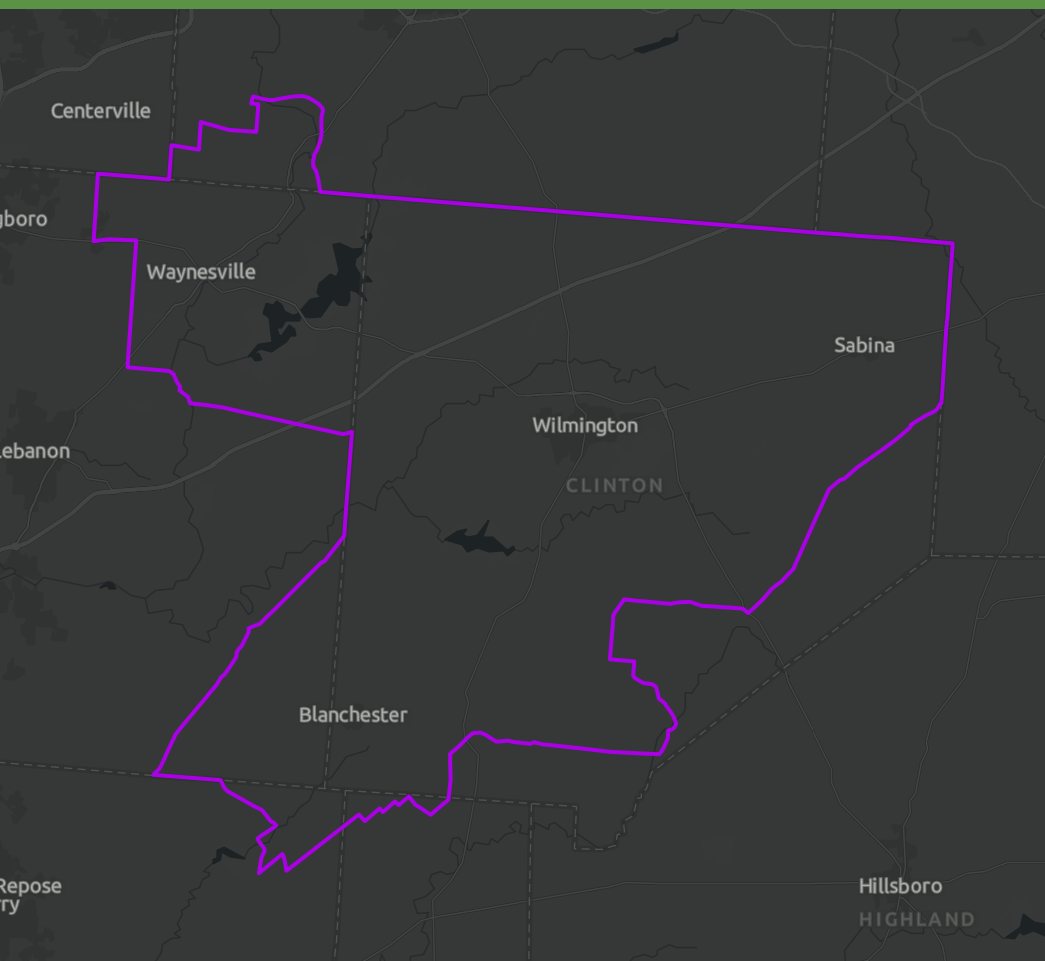 Centerville
gboro
Waynesville
Sabina
Wilmington
Lebanon
CLINTON
Blanchester
Repose
rry
Hillsboro
HIGHLAND